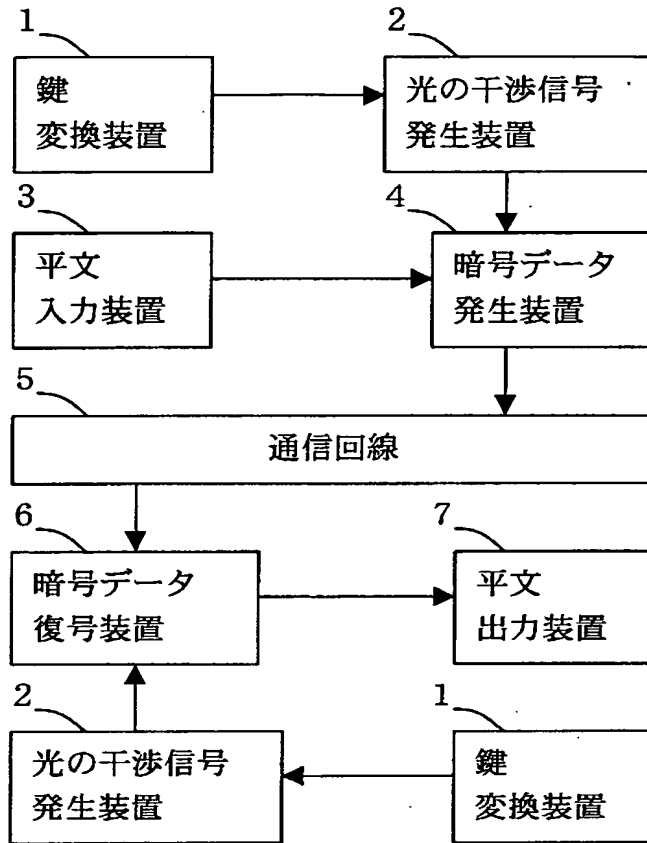 1
鍵
変換装置
2
光の干渉信号
発生装置
3
平文
入力装置
4
暗号データ
発生装置
5
通信回線
6
暗号データ
復号装置
7
平文
出力装置
2
光の干渉信号
発生装置
1
鍵
変換装置